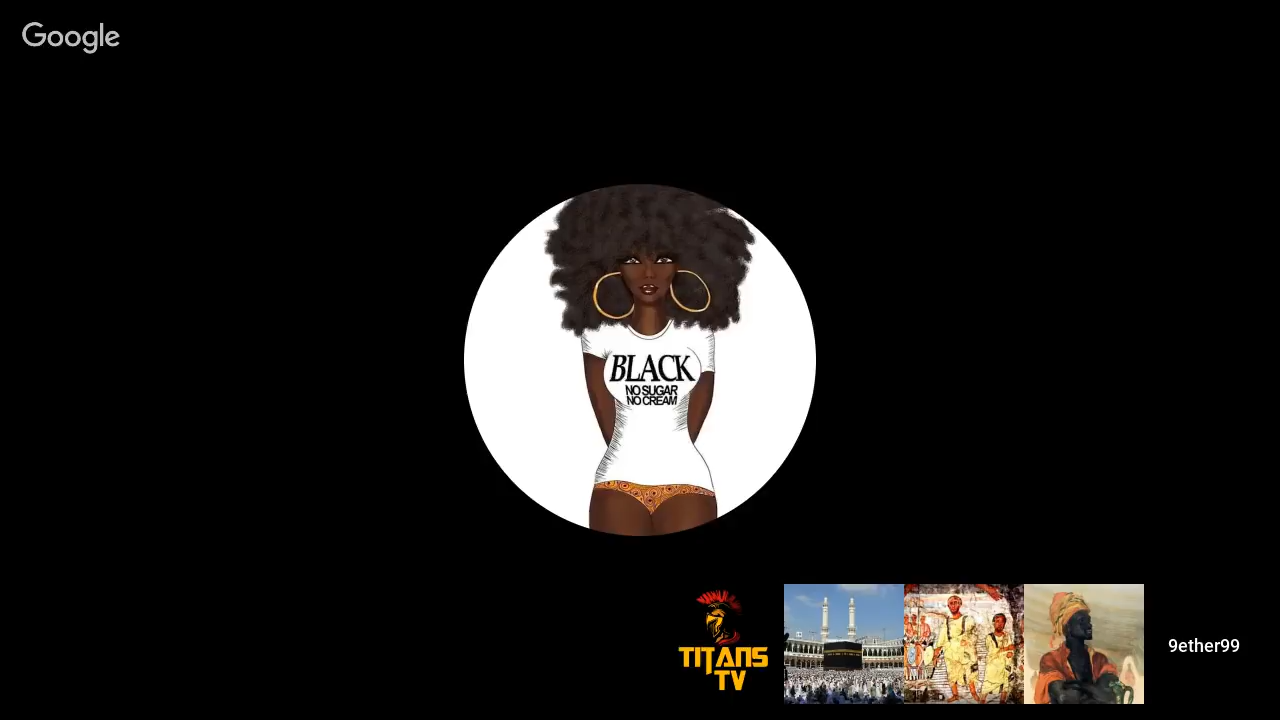 Google
BLACK
NO SUGAR
NO CREAM
TITANS
TV
9ether99